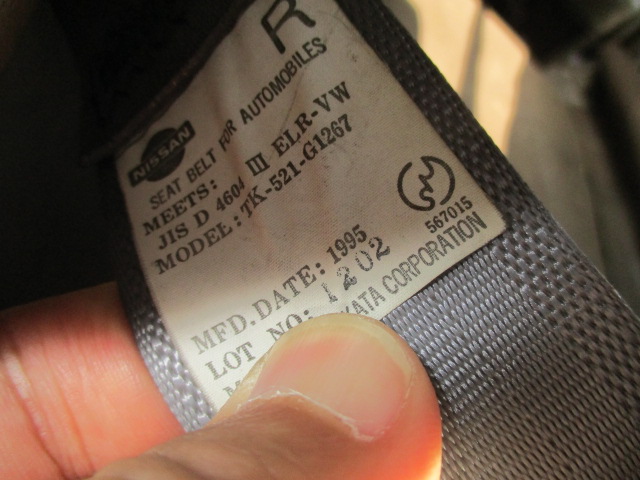 R
NISSAN
SEAT BELT FOR AUTOMOBILES
MEETS:
JIS D 4604 III ELR-VW
MODEL: TK-521-G1267
567015
MFD. DATE: 1995
LOT NO: 1202
CORPORATION